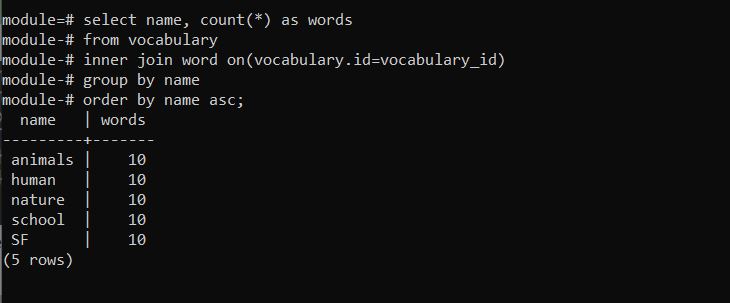 module=# select name, count(*) as words
module-# from vocabulary
module-# inner join word on(vocabulary.id=vocabulary_id)
module-# group by name
module-# order by name asc;
  name   | words
---------+-------
 animals |    10
 human   |    10
 nature  |    10
 school  |    10
 SF      |    10
(5 rows)